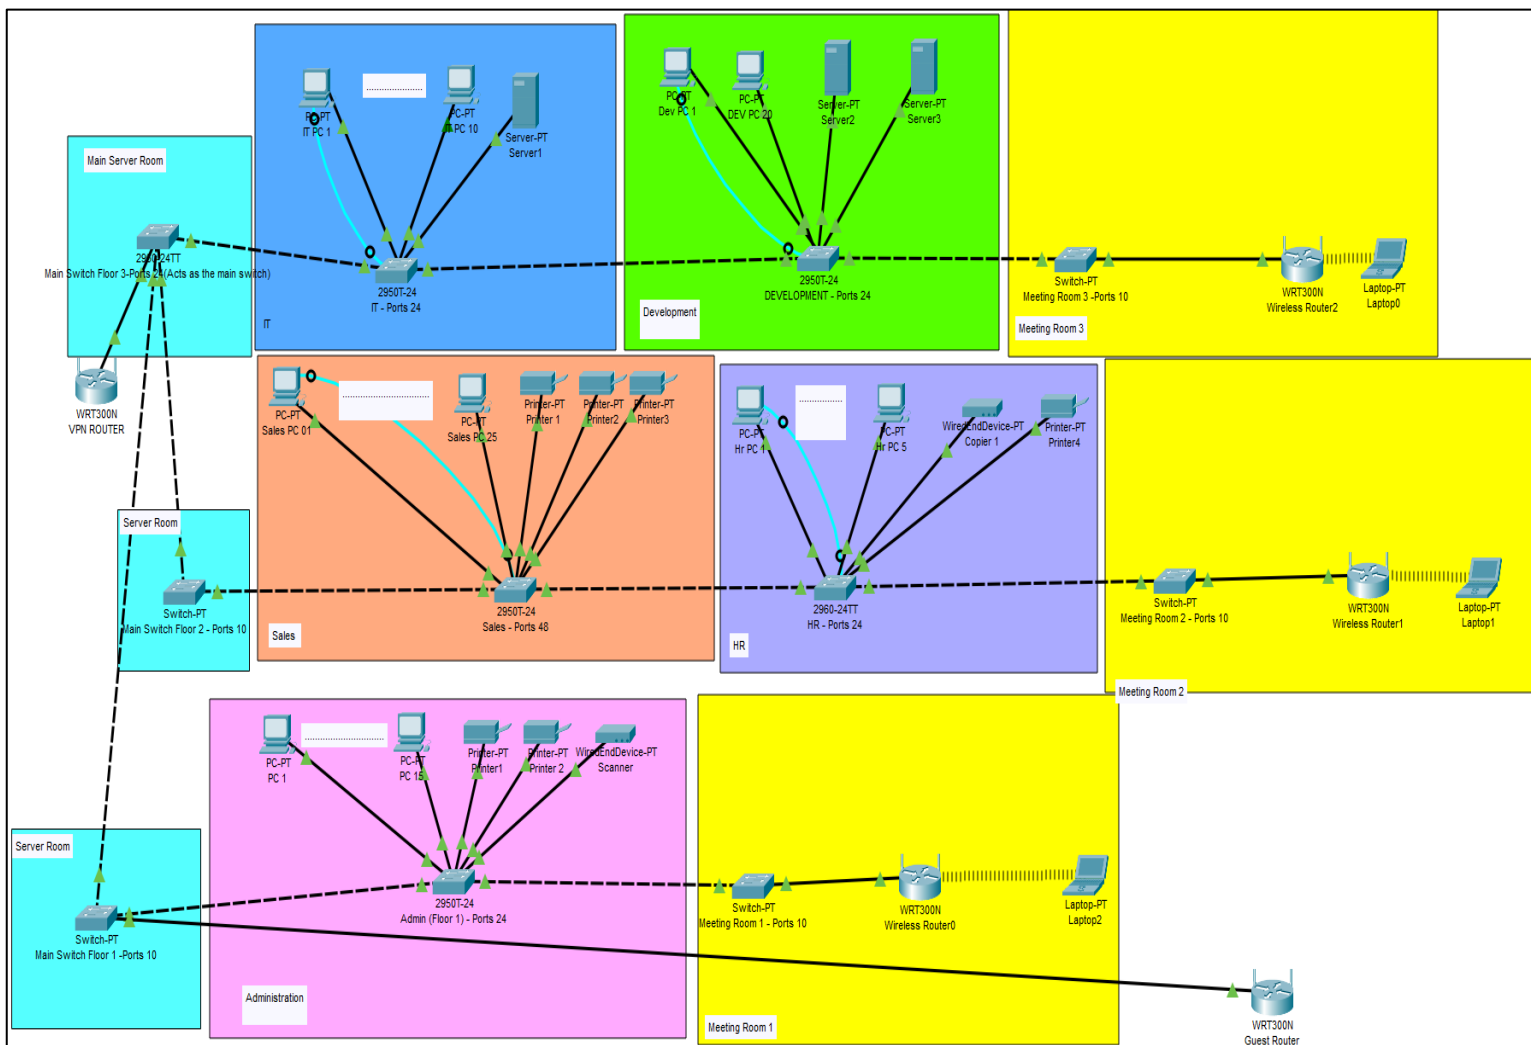 Main Server Room
2960-24TT
Main Switch Floor 3-Ports 24(Acts as the main switch)
WRT300N
VPN ROUTER
PC-PT
IT PC 1
....................
PC-PT
IT PC 10
Server-PT
Server1
2950T-24
IT - Ports 24
IT
PC-PT
Dev PC 1
PC-PT
DEV PC 20
Server-PT
Server2
Server-PT
Server3
2950T-24
DEVELOPMENT - Ports 24
Development
Switch-PT
Meeting Room 3 -Ports 10
WRT300N
Wireless Router2
Laptop-PT
Laptop0
Meeting Room 3
Server Room
Switch-PT
Main Switch Floor 2 - Ports 10
PC-PT
Sales PC 01
.............................
PC-PT
Sales PC 25
Printer-PT
Printer 1
Printer-PT
Printer2
Printer-PT
Printer3
2950T-24
Sales - Ports 48
Sales
PC-PT
Hr PC 1
...............
PC-PT
Hr PC 5
WiredEndDevice-PT
Copier 1
Printer-PT
Printer4
2960-24TT
HR - Ports 24
HR
Switch-PT
Meeting Room 2 - Ports 10
WRT300N
Wireless Router1
Laptop-PT
Laptop1
Meeting Room 2
Server Room
Switch-PT
Main Switch Floor 1 -Ports 10
PC-PT
PC 1
...........................
PC-PT
PC 15
Printer-PT
Printer1
Printer-PT
Printer 2
WiredEndDevice-PT
Scanner
2950T-24
Admin (Floor 1) - Ports 24
Administration
Switch-PT
Meeting Room 1 - Ports 10
WRT300N
Wireless Router0
Laptop-PT
Laptop2
Meeting Room 1
WRT300N
Guest Router